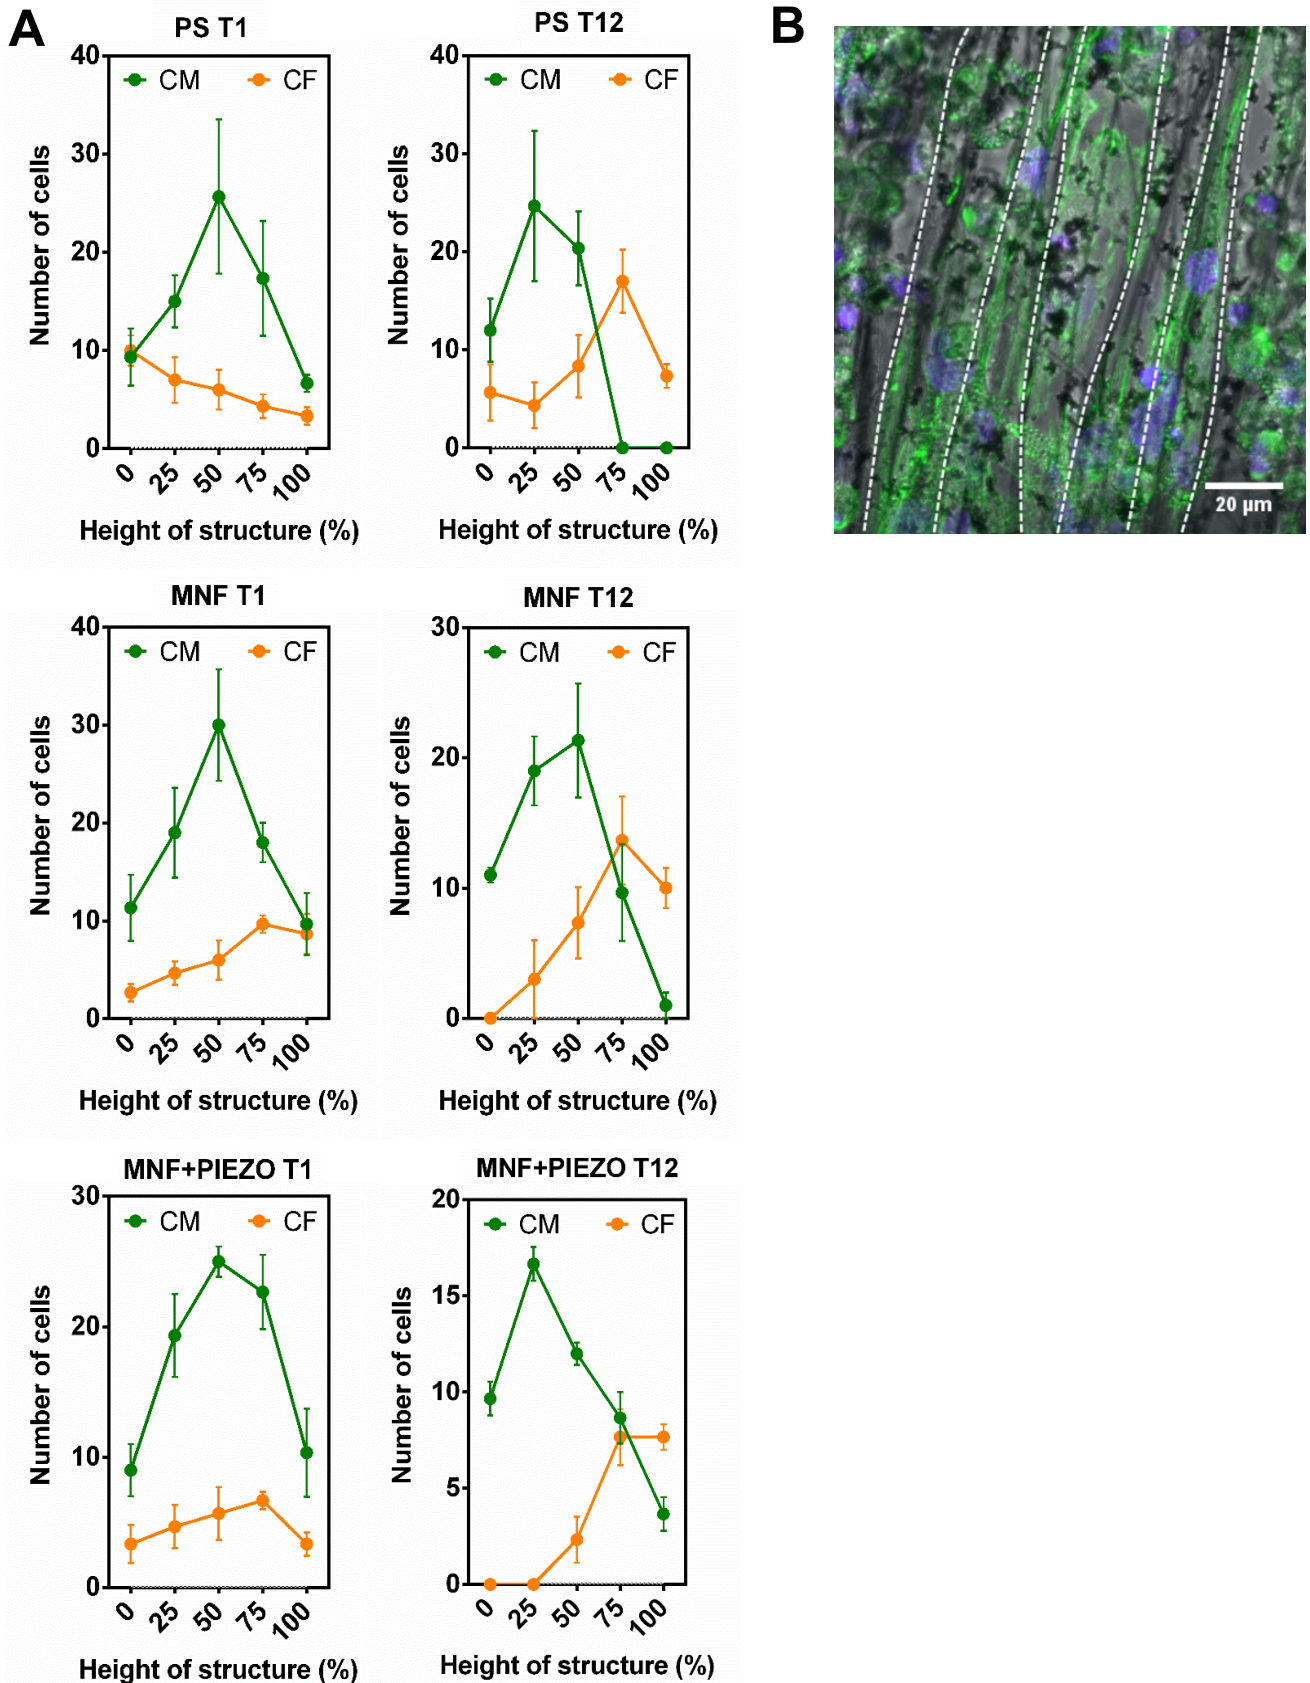 A
B
PS T1
CM CF
40
30
20
10
0
Number of cells
0 25 50 75 100
Height of structure (%)
PS T12
CM CF
40
30
20
10
0
Number of cells
0 25 50 75 100
Height of structure (%)
20 µm
MNF T1
CM CF
40
30
20
10
0
Number of cells
0 25 50 75 100
Height of structure (%)
MNF T12
CM CF
30
20
10
0
Number of cells
0 25 50 75 100
Height of structure (%)
MNF+PIEZO T1
CM CF
30
20
10
0
Number of cells
0 25 50 75 100
Height of structure (%)
MNF+PIEZO T12
CM CF
20
15
10
5
0
Number of cells
0 25 50 75 100
Height of structure (%)